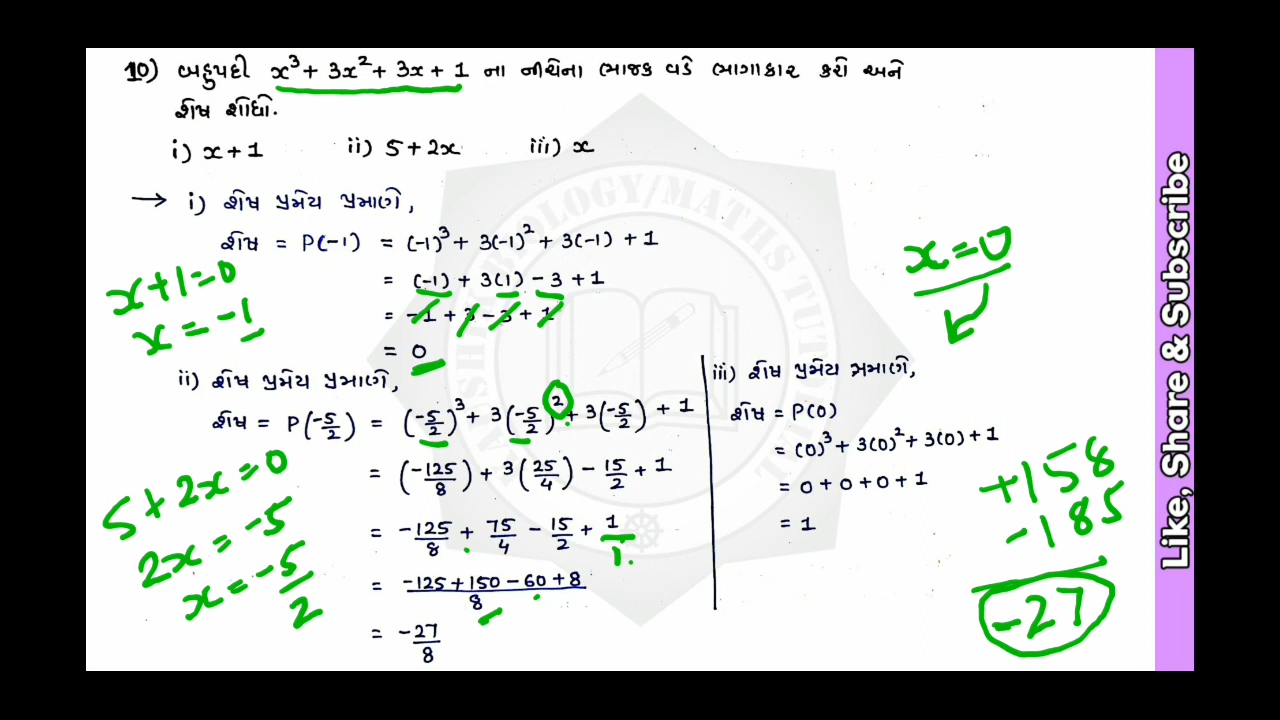 10) બહુપદી x³ + 3x² + 3x + 1 ના નીચેના ભાજક વડે ભાગાકાર કરો અને
શેષ શોધો.
i) x + 1 ii) 5 + 2x iii) x
→ i) શેષ પ્રમેય પ્રમાણે,
શેષ = P(-1) = (-1)³ + 3(-1)² + 3(-1) + 1
= (-1) + 3(1) - 3 + 1
= -1 + 3 - 3 + 1
= 0
x+1=0
x = -1
x=0
ii) શેષ પ્રમેય પ્રમાણે,
શેષ = P(-5/2) = (-5/2)³ + 3(-5/2)² + 3(-5/2) + 1
= (-125/8) + 3(25/4) - 15/2 + 1
= -125/8 + 75/4 - 15/2 + 1/1
= -125+150-60+8/8
= -27/8
5+2x=0
2x=-5
x=-5/2
iii) શેષ પ્રમેય પ્રમાણે,
શેષ = P(0)
= (0)³ + 3(0)² + 3(0) + 1
= 0 + 0 + 0 + 1
= 1
+158
-185
-27
Like, Share & Subscribe